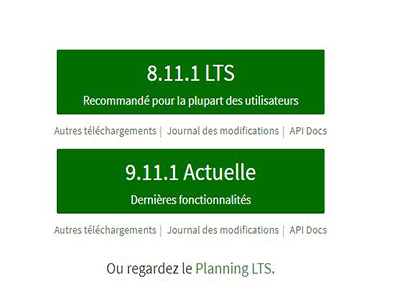 8.11.1 LTS
Recommandé pour la plupart des utilisateurs
Autres téléchargements | Journal des modifications | API Docs
9.11.1 Actuelle
Dernières fonctionnalités
Autres téléchargements | Journal des modifications | API Docs
Ou regardez le Planning LTS.